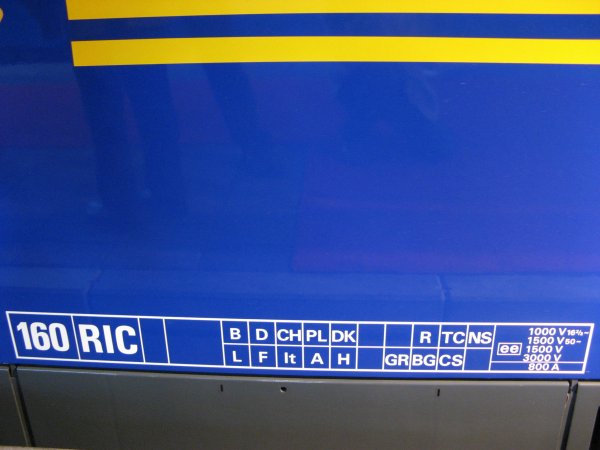 160 RIC B D CH PL DK R TC NS
L F It A H GR BG CS
ee
1000 V 16⅔~
1500 V 50~
1500 V
3000 V
800 A